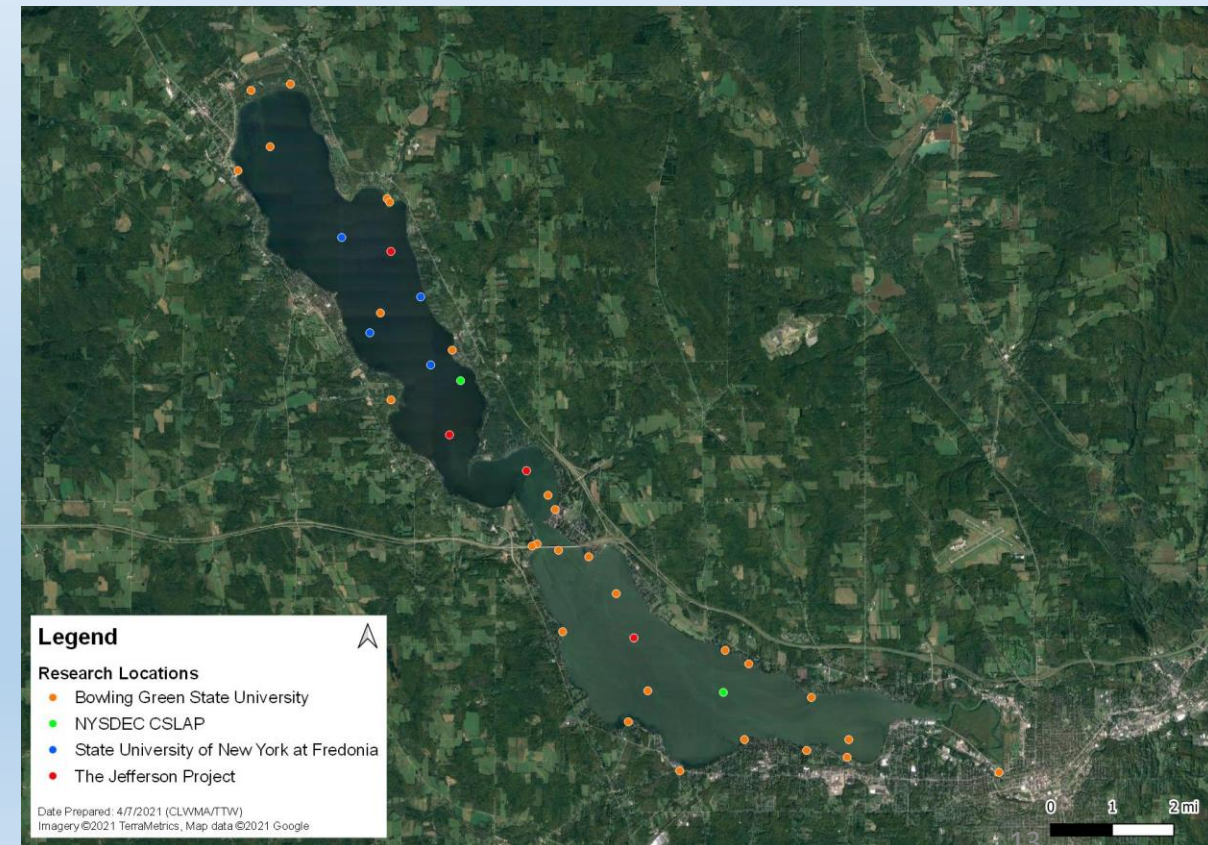 Legend
Research Locations
Bowling Green State University
NYSDEC CSLAP
State University of New York at Fredonia
The Jefferson Project
Date Prepared: 4/7/2021 (CLWMA/TTW)
Imagery ©2021 TerraMetrics, Map data ©2021 Google
0 1 2 mi